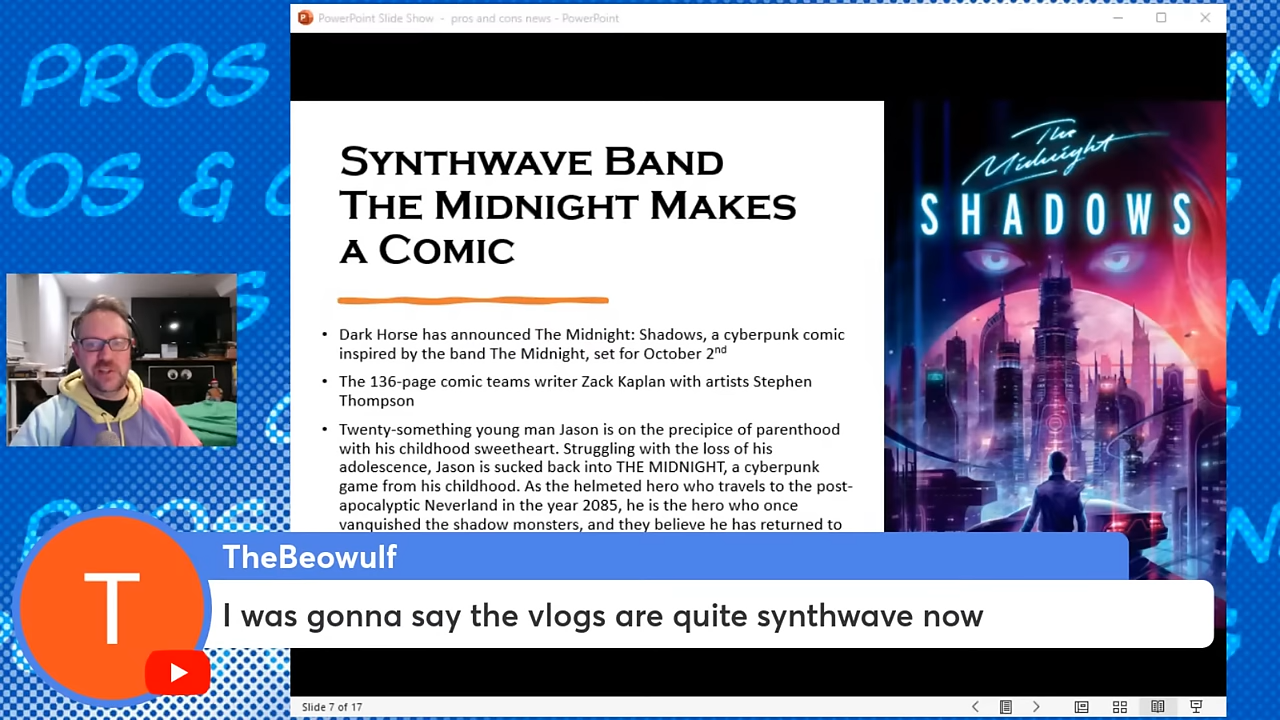 PowerPoint Slide Show - pros and cons news - PowerPoint
PROS
OS & C
SYNTHWAVE BAND
THE MIDNIGHT MAKES
A COMIC
• Dark Horse has announced The Midnight: Shadows, a cyberpunk comic
inspired by the band The Midnight, set for October 2nd
• The 136-page comic teams writer Zack Kaplan with artists Stephen
Thompson
• Twenty-something young man Jason is on the precipice of parenthood
with his childhood sweetheart. Struggling with the loss of his
adolescence, Jason is sucked back into THE MIDNIGHT, a cyberpunk
game from his childhood. As the helmeted hero who travels to the post-
apocalyptic Neverland in the year 2085, he is the hero who once
vanquished the shadow monsters, and they believe he has returned to
The
Midnight
SHADOWS
T
TheBeowulf
I was gonna say the vlogs are quite synthwave now
Slide 7 of 17